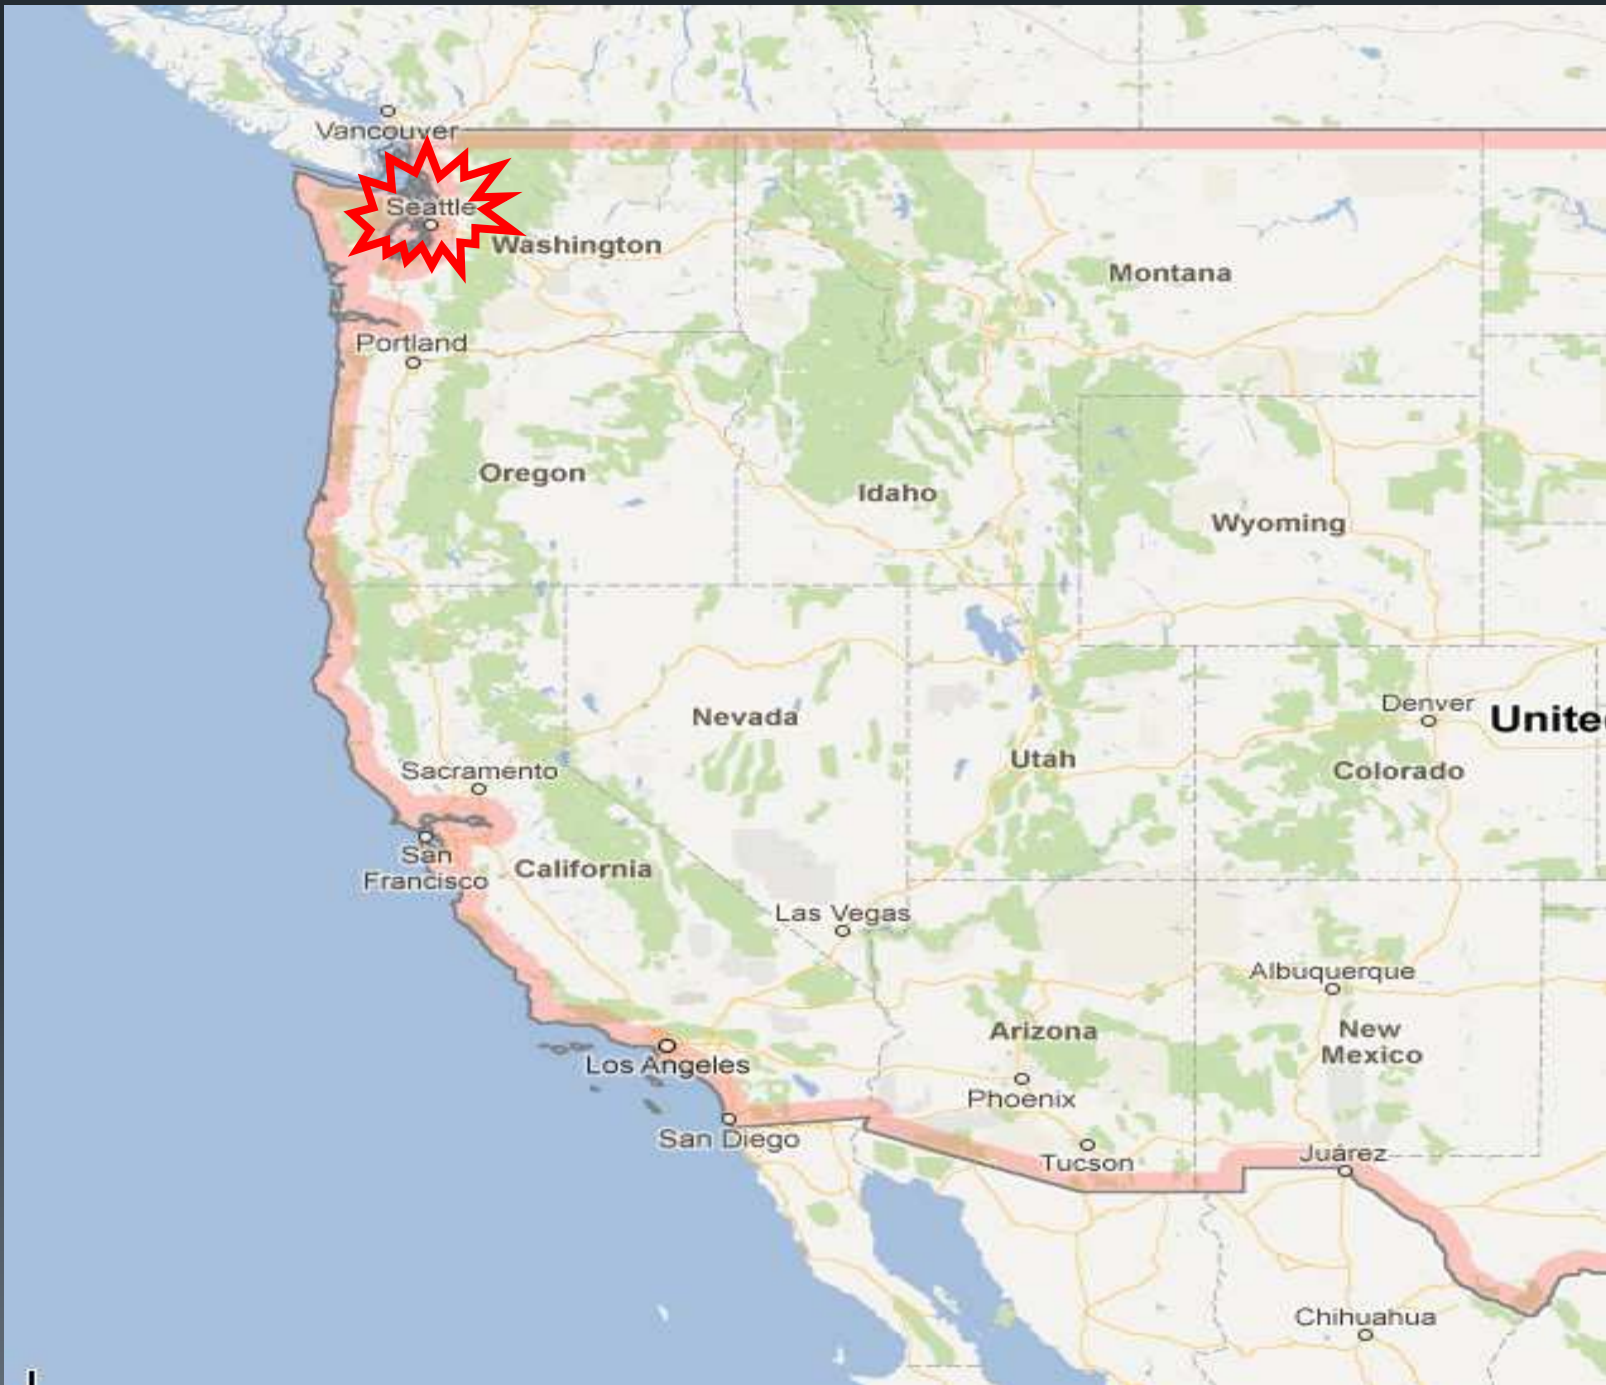 Vancouver
Seattle
Washington
Montana
Portland
Oregon
Idaho
Wyoming
Denver
Nevada
Unite
Utah
Colorado
Sacramento
San
Francisco
California
Las Vegas
Albuquerque
Arizona
New
Mexico
Los Angeles
Phoenix
San Diego
Tucson
Juárez
Chihuahua